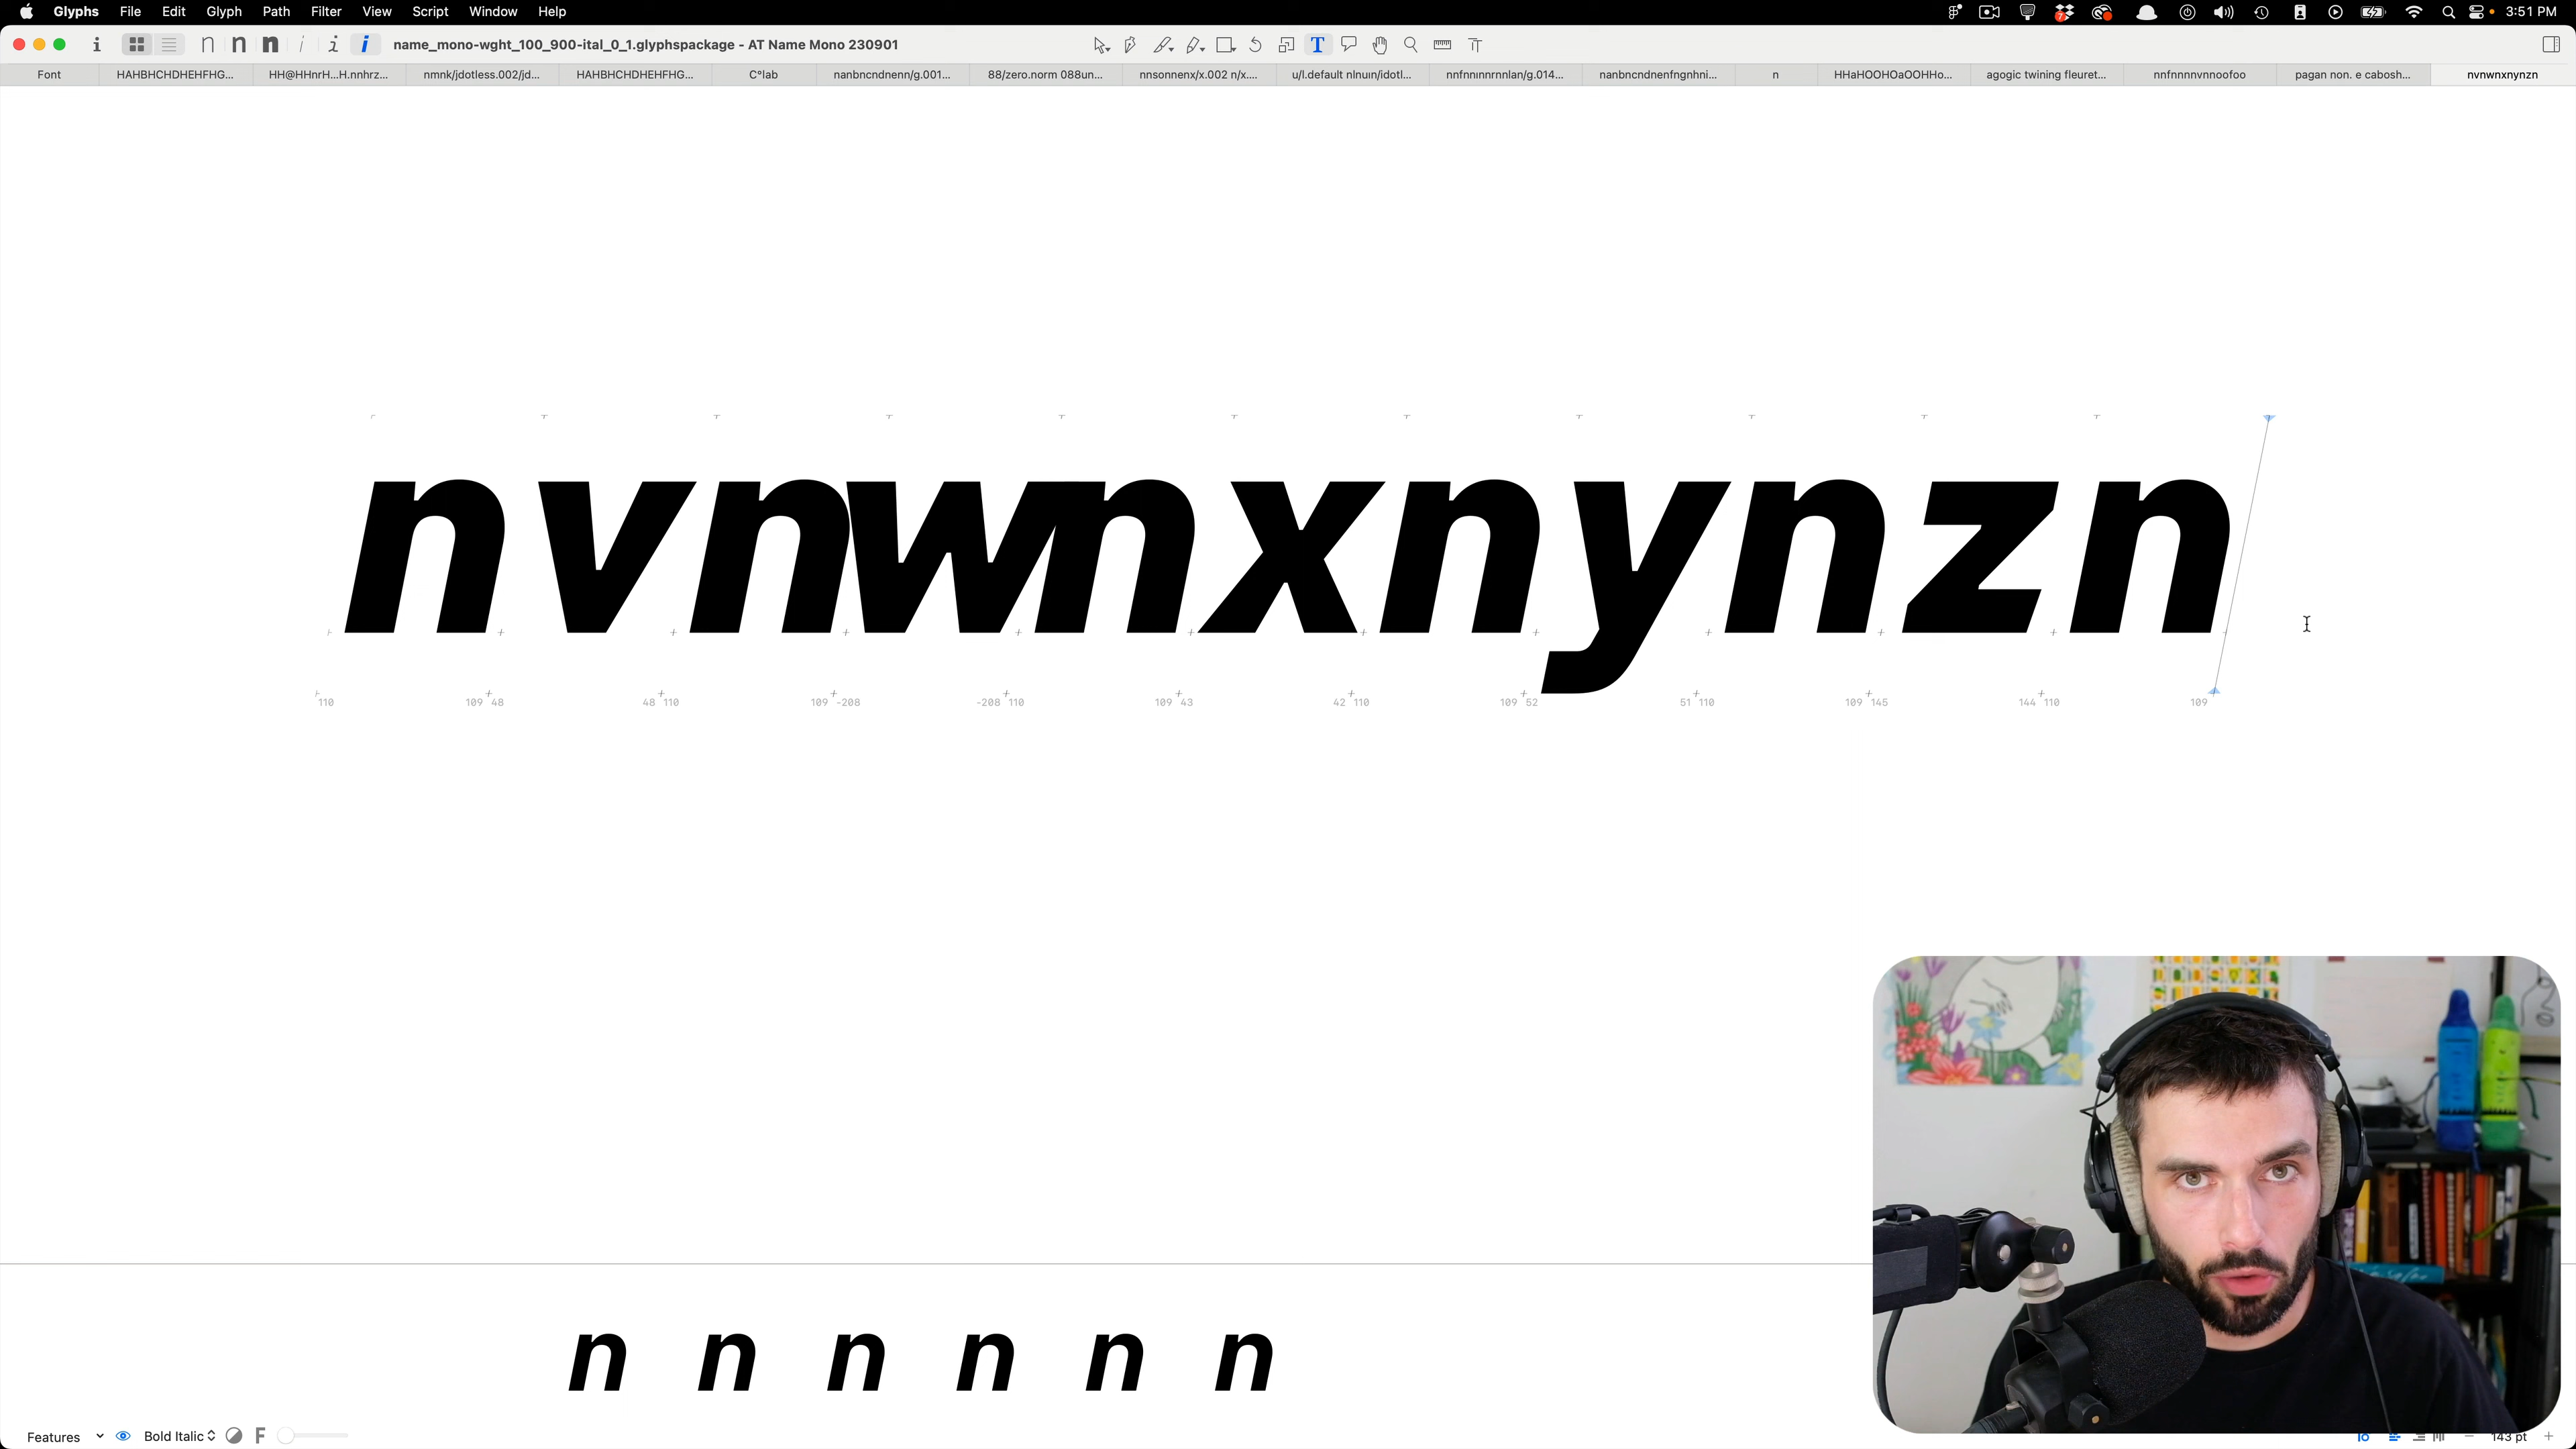 Glyphs File Edit Glyph Path Filter View Script Window Help 3:51 PM
name_mono-wght_100_900-ital_0_1.glyphspackage - AT Name Mono 230901
Font HAHBHCHDHEHFHG... HH@HHnrH...H.nnhrz... nmnk/jdotless.002/jd... HAHBHCHDHEHFHG... C°lab nanbncndnenn/g.001... 88/zero.norm 088un... nnsonnenx/x.002 n/x.... u/l.default nlnuın/idotl... nnfnnınnrnnlan/g.014... nanbncndnenfngnhni... n HHaHOOHOaOOHHo... agogic twining fleuret... nnfnnnnvnnoofoo pagan non. e cabosh... nvnwnxnynzn
nvnwnxnynzn
110 109 48 48 110 109 -208 -208 110 109 43 42 110 109 52 51 110 109 145 144 110 109
n n n n n n
Features Bold Italic F 143 pt